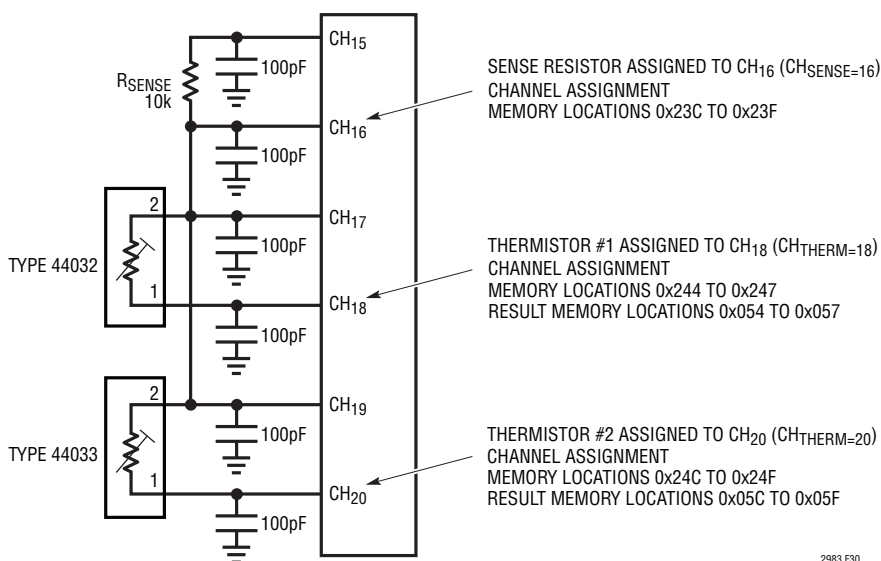 CH15
100pF
RSENSE
10k
CH16
100pF
SENSE RESISTOR ASSIGNED TO CH16 (CHSENSE=16)
CHANNEL ASSIGNMENT
MEMORY LOCATIONS 0x23C TO 0x23F
TYPE 44032
2
1
CH17
100pF
CH18
100pF
THERMISTOR #1 ASSIGNED TO CH18 (CHTHERM=18)
CHANNEL ASSIGNMENT
MEMORY LOCATIONS 0x244 TO 0x247
RESULT MEMORY LOCATIONS 0x054 TO 0x057
TYPE 44033
2
1
CH19
100pF
CH20
100pF
THERMISTOR #2 ASSIGNED TO CH20 (CHTHERM=20)
CHANNEL ASSIGNMENT
MEMORY LOCATIONS 0x24C TO 0x24F
RESULT MEMORY LOCATIONS 0x05C TO 0x05F
2983 F30